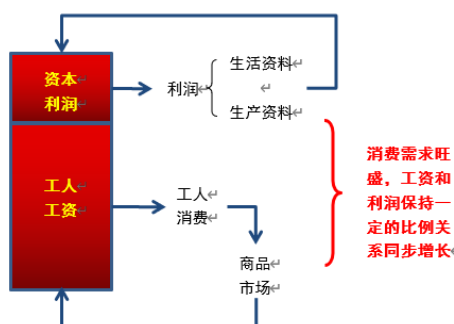 资本
利润
工人
工资
利润
生活资料
生产资料
工人
消费
商品
市场
消费需求旺
盛，工资和
利润保持一
定的比例关
系同步增长